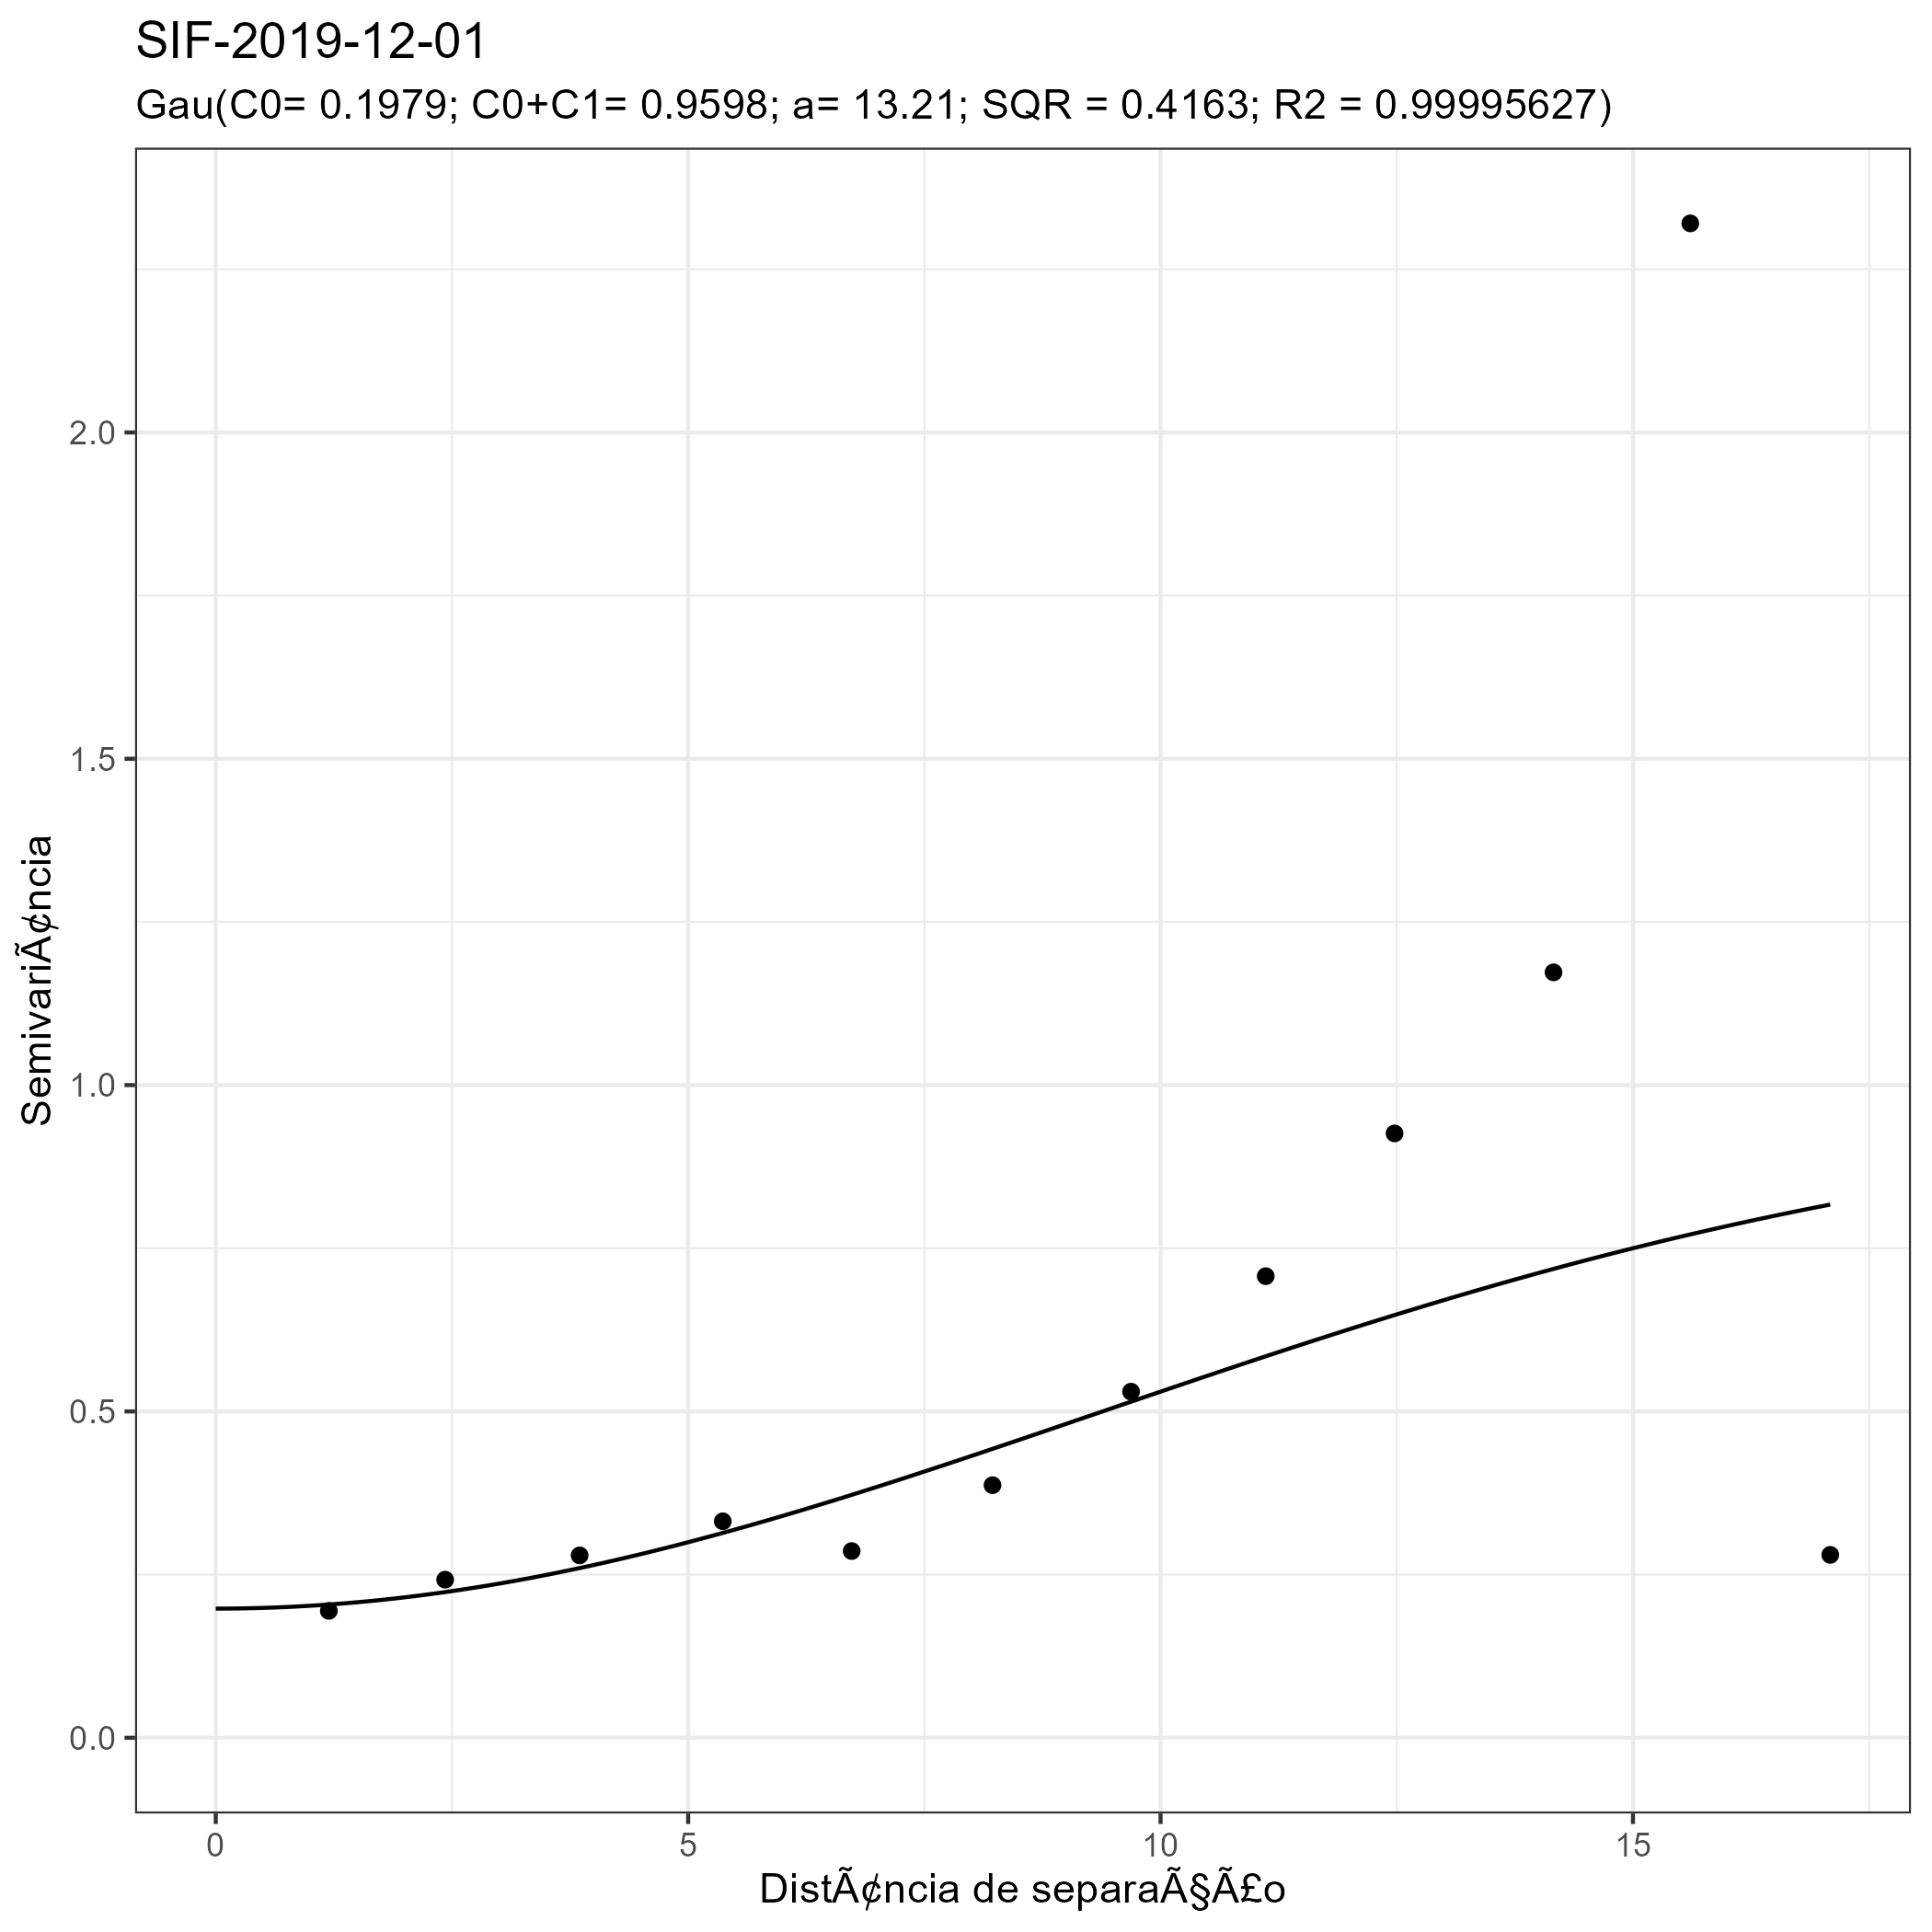 SIF-2019-12-01
Gau(C0= 0.1979; C0+C1= 0.9598; a= 13.21; SQR = 0.4163; R2 = 0.99995627)
SemivariÃ¢ncia
2.0
1.5
1.0
0.5
0.0
0 5 10 15
DistÃ¢ncia de separaÃ§Ã£o